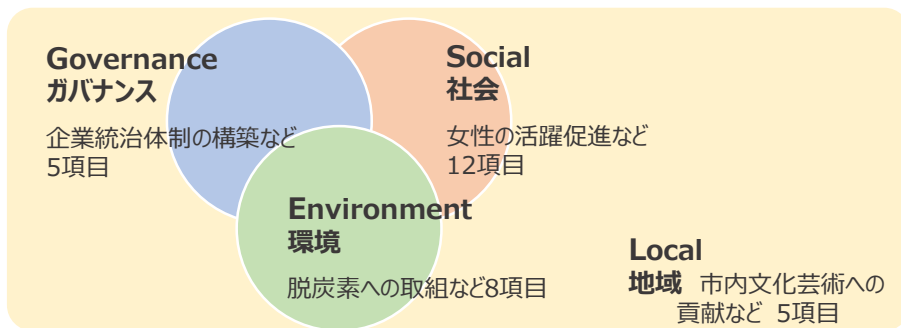 Governance
ガバナンス
企業統治体制の構築など
5項目
Social
社会
女性の活躍促進など
12項目
Environment
環境
脱炭素への取組など8項目
Local
地域 市内文化芸術への
貢献など 5項目